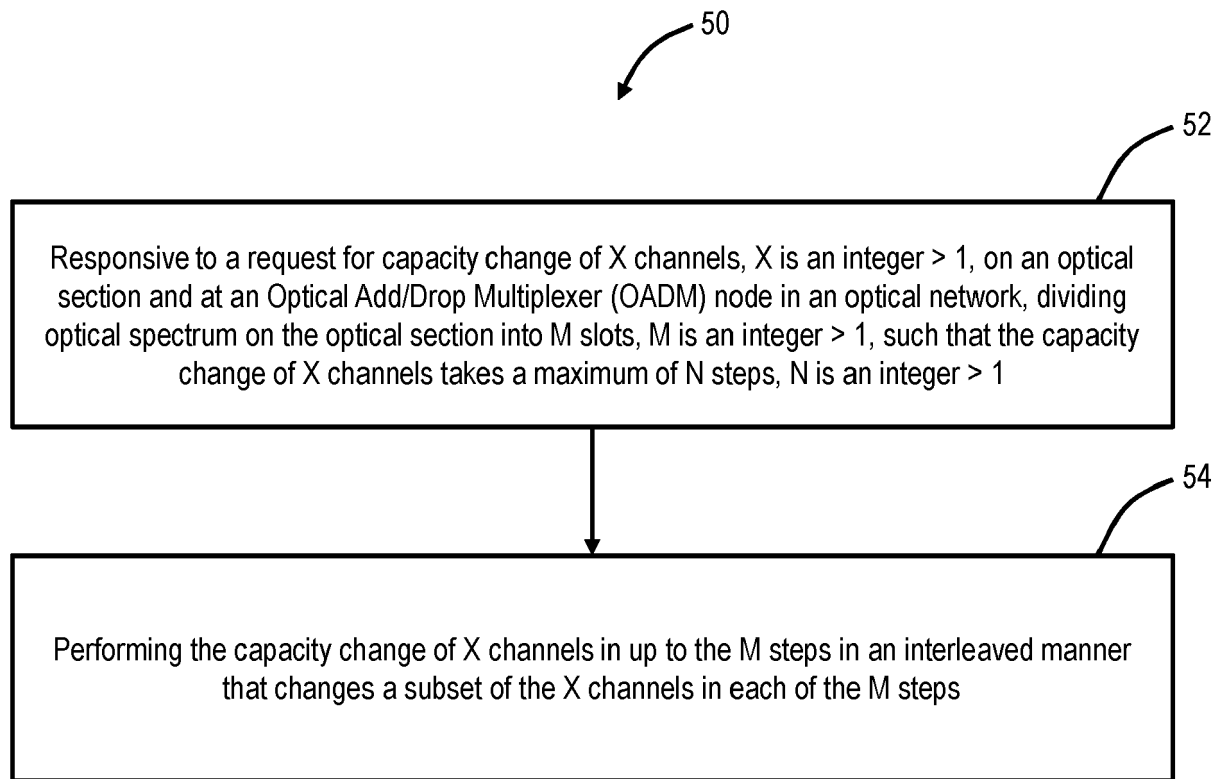 50
52
Responsive to a request for capacity change of X channels, X is an integer > 1, on an optical
section and at an Optical Add/Drop Multiplexer (OADM) node in an optical network, dividing
optical spectrum on the optical section into M slots, M is an integer > 1, such that the capacity
change of X channels takes a maximum of N steps, N is an integer > 1
54
Performing the capacity change of X channels in up to the M steps in an interleaved manner
that changes a subset of the X channels in each of the M steps